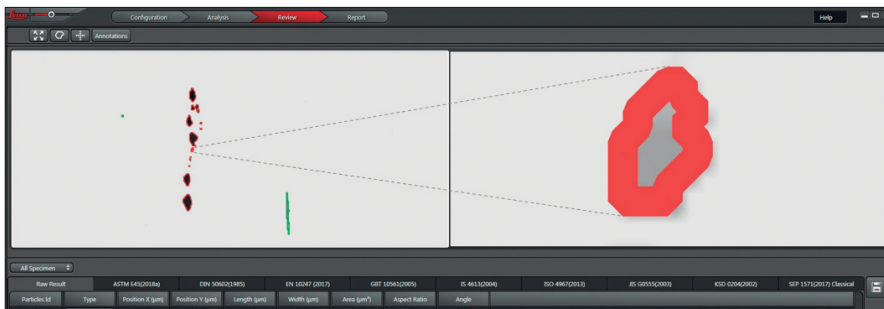 Leica
Configuration Analysis Review Report Help
Annotations
All Specimen
Raw Result ASTM E45(2018a) DIN 50602(1985) EN 10247 (2017) GBT 10561(2005) IS 4613(2004) ISO 4967(2013) JIS G0555(2003) KSD 0204(2002) SEP 1571(2017) Classical
Particles Id Type Position X (µm) Position Y (µm) Length (µm) Width (µm) Area (µm²) Aspect Ratio Angle